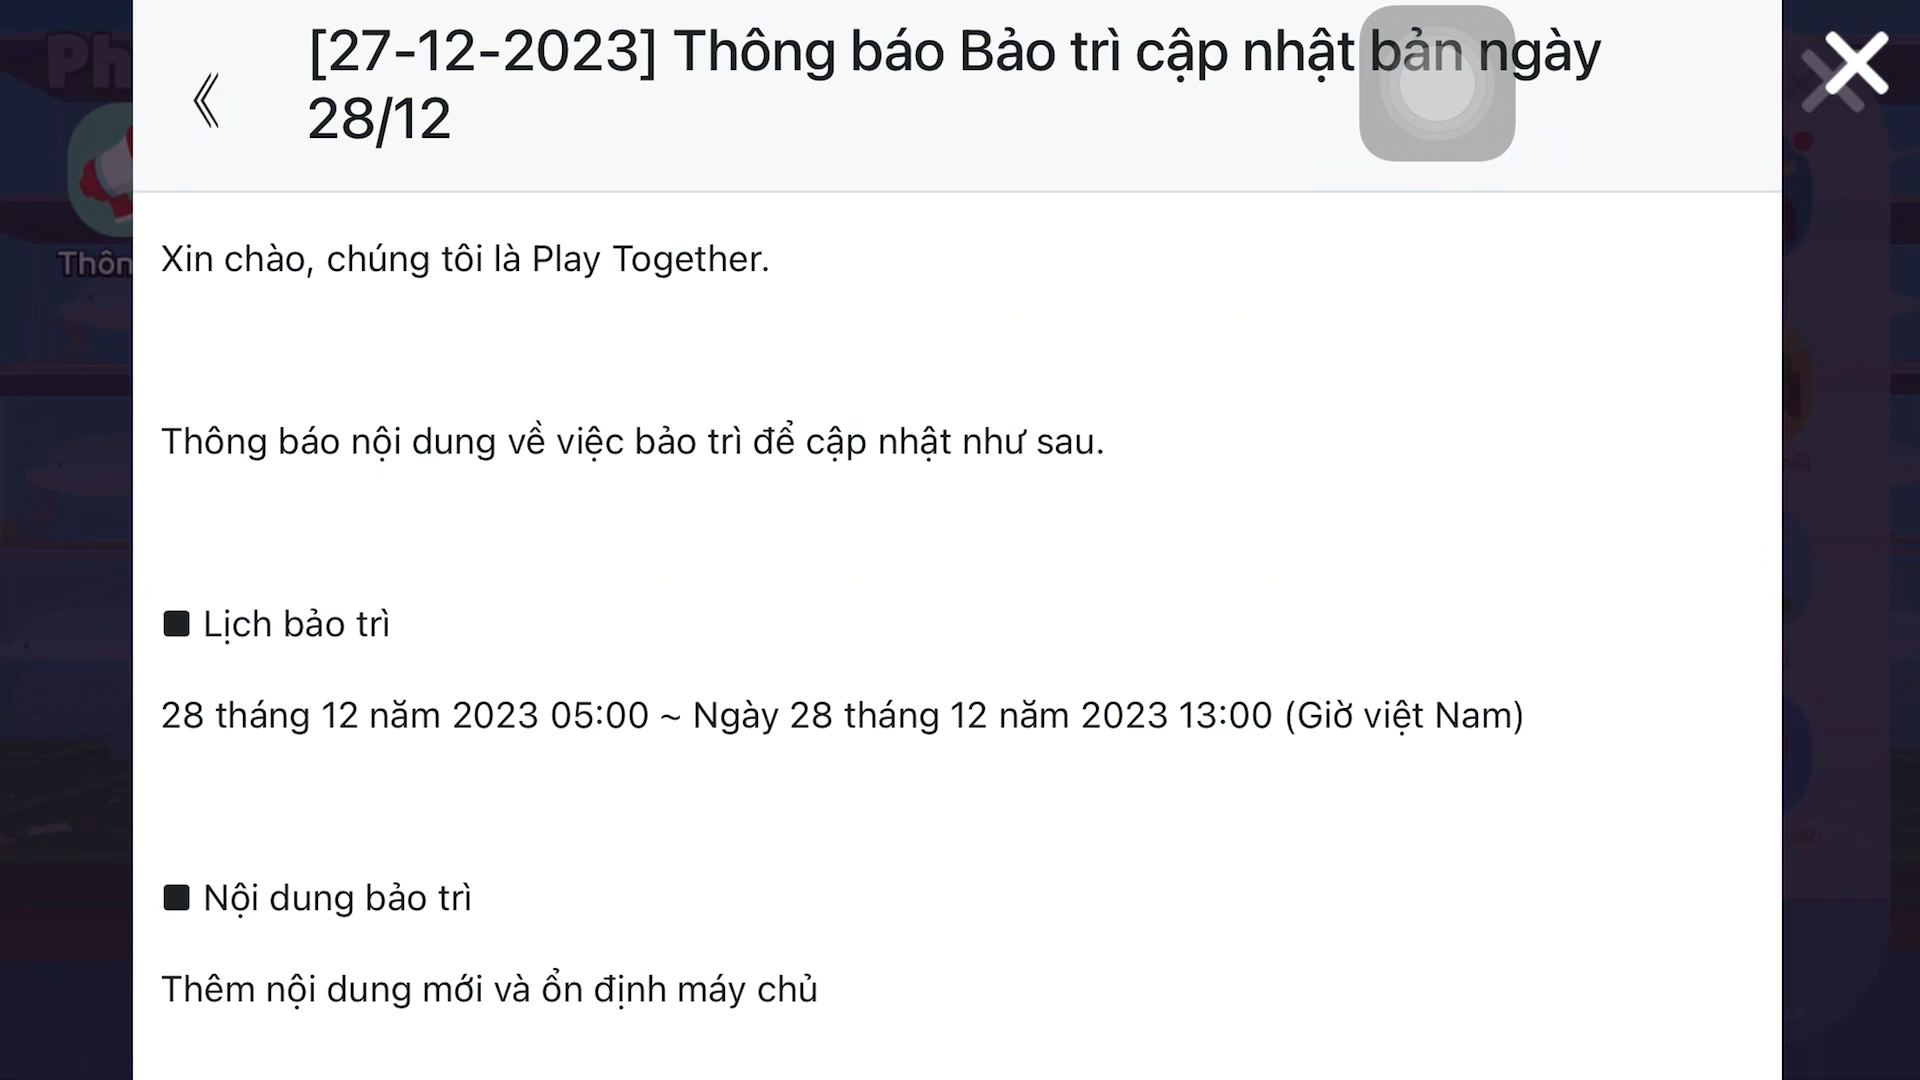 [27-12-2023] Thông báo Bảo trì cập nhật bản ngày
28/12
Ph
Thôn
Xin chào, chúng tôi là Play Together.
Thông báo nội dung về việc bảo trì để cập nhật như sau.
■ Lịch bảo trì
28 tháng 12 năm 2023 05:00 ~ Ngày 28 tháng 12 năm 2023 13:00 (Giờ việt Nam)
■ Nội dung bảo trì
Thêm nội dung mới và ổn định máy chủ